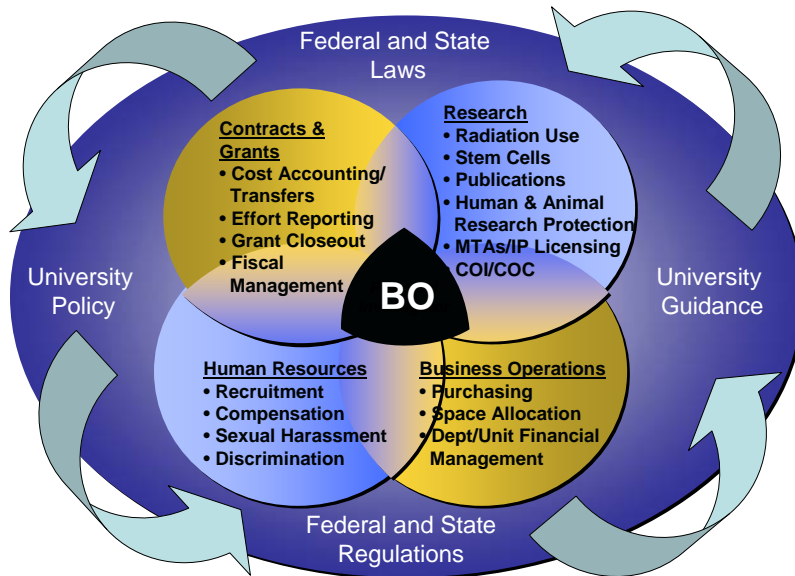 Federal and State
Laws
Contracts &
Grants
• Cost Accounting/
Transfers
• Effort Reporting
• Grant Closeout
• Fiscal
Management
Research
• Radiation Use
• Stem Cells
• Publications
• Human & Animal
Research Protection
• MTAs/IP Licensing
• COI/COC
University
Policy
BO
University
Guidance
Human Resources
• Recruitment
• Compensation
• Sexual Harassment
• Discrimination
Business Operations
• Purchasing
• Space Allocation
• Dept/Unit Financial
Management
Federal and State
Regulations